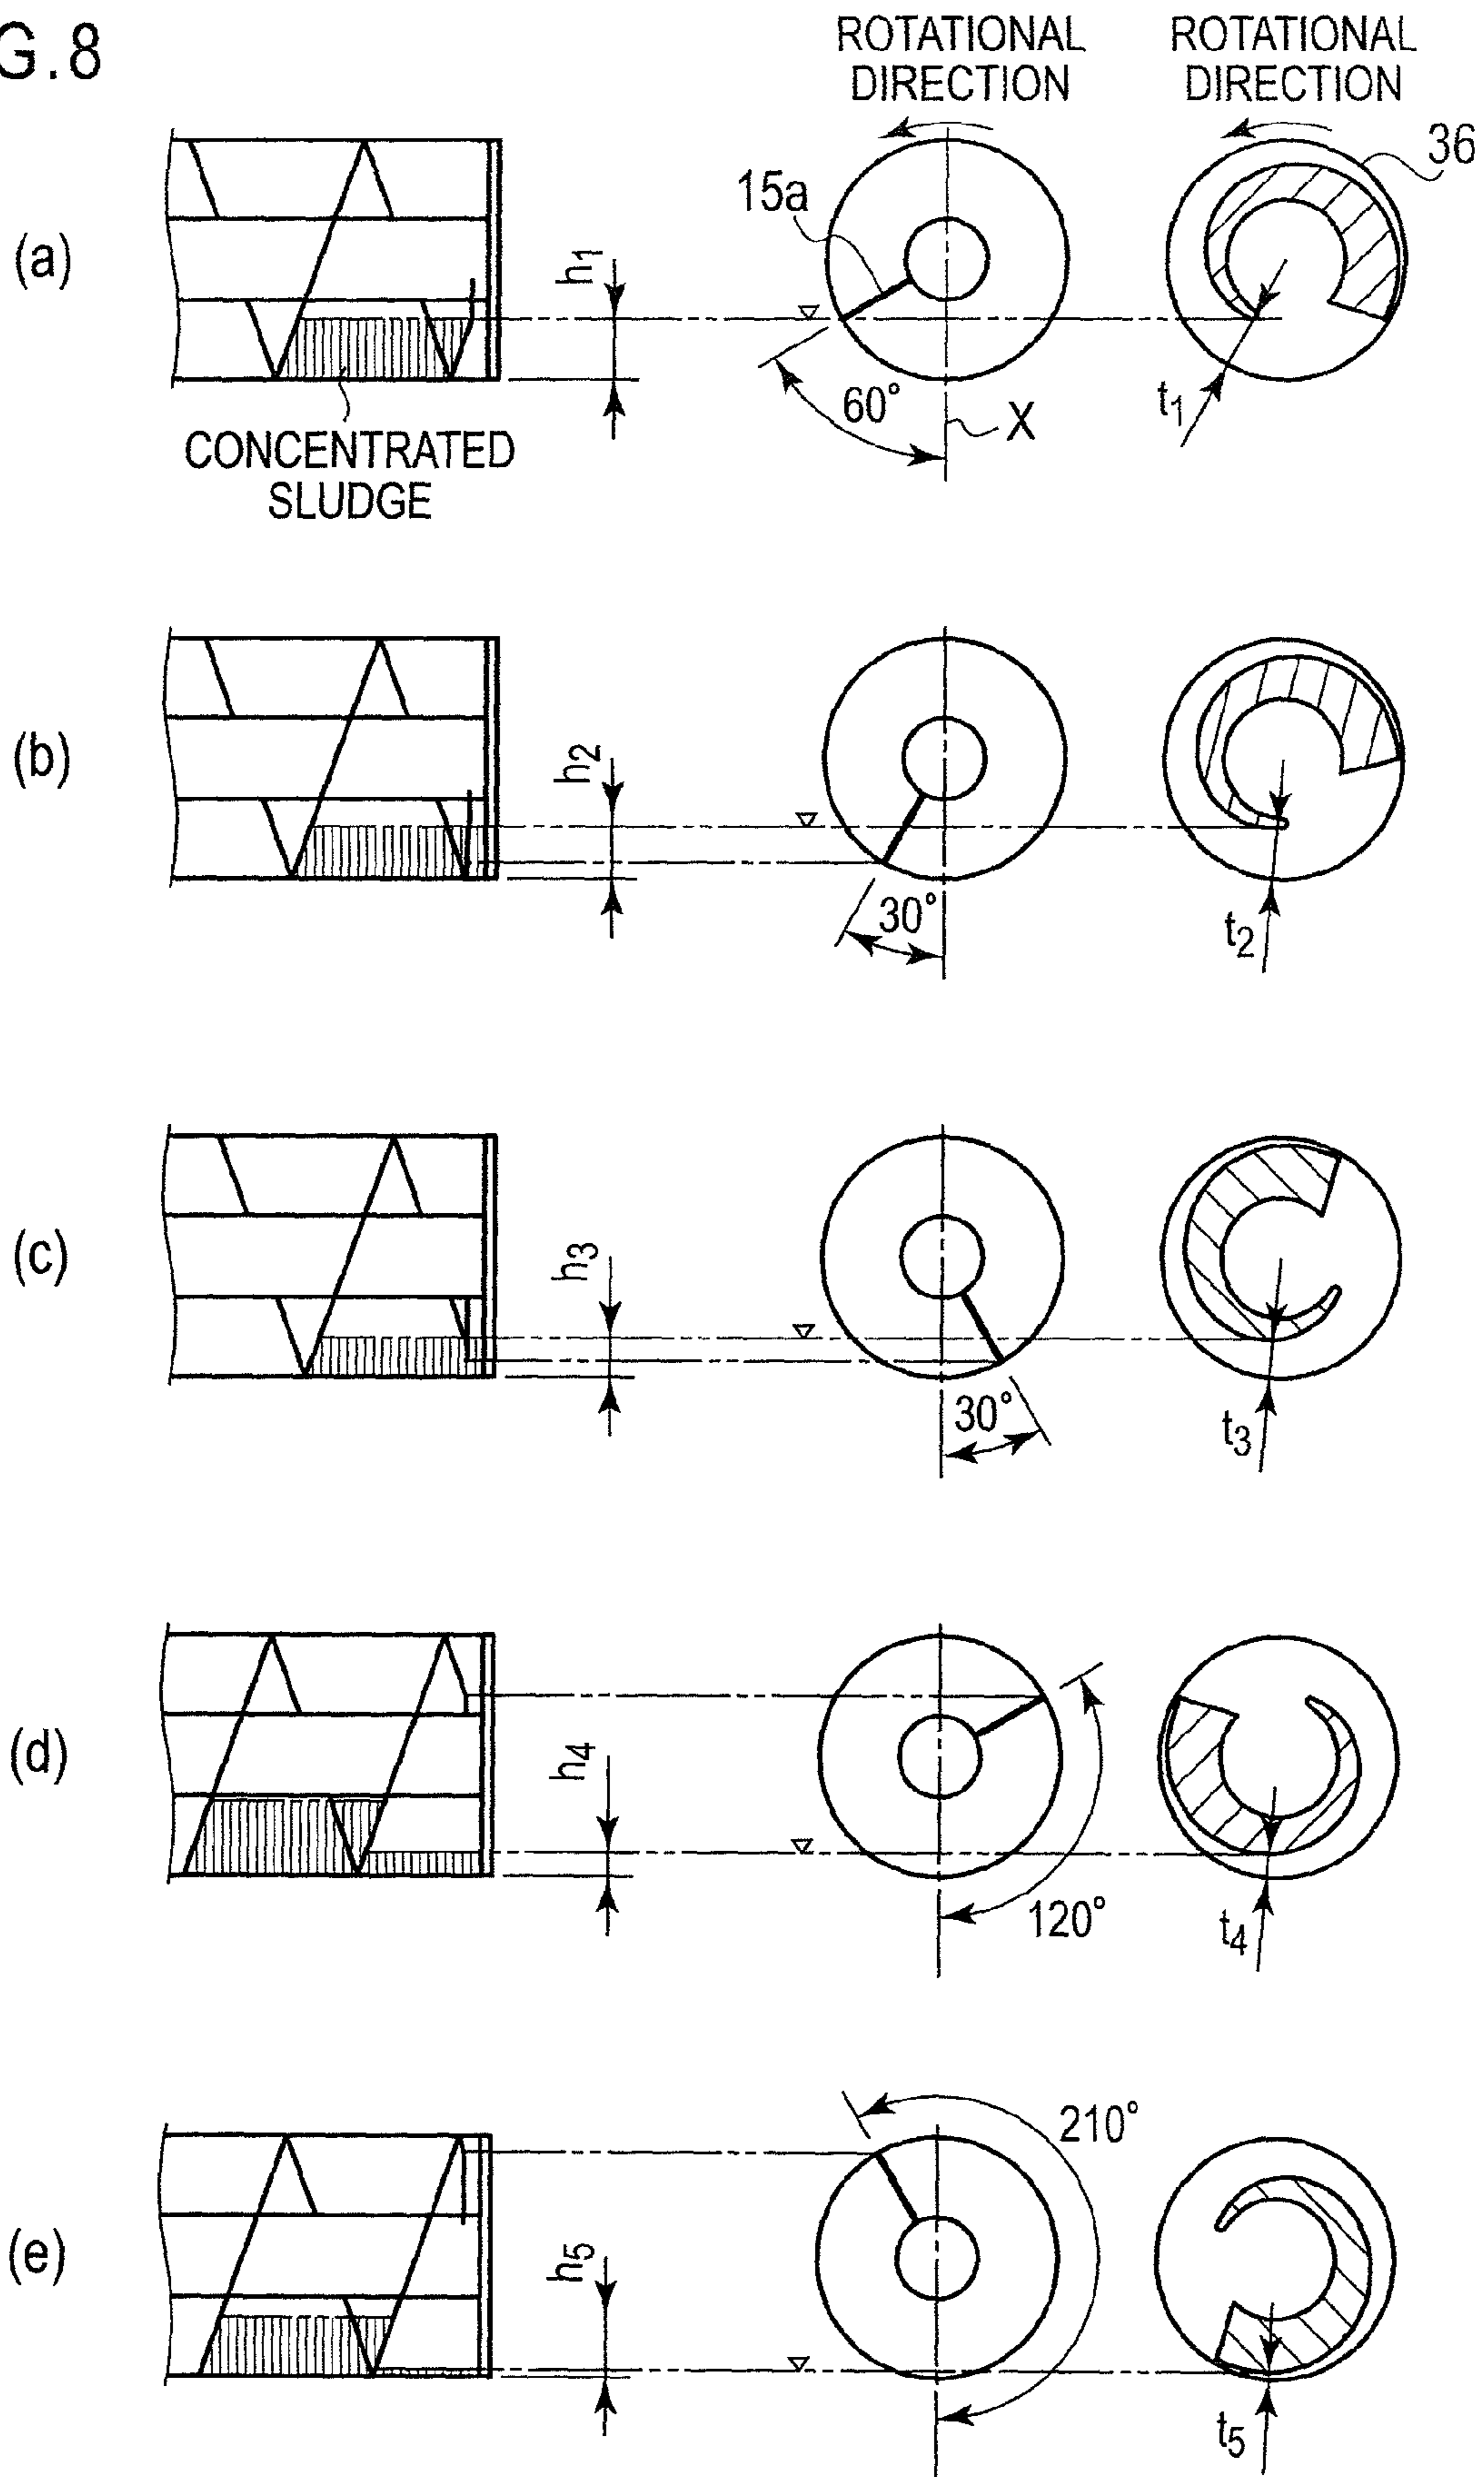 G.8
ROTATIONAL DIRECTION
ROTATIONAL DIRECTION
(a)
h1
15a
36
60°
X
t1
CONCENTRATED
SLUDGE
(b)
h2
30°
t2
(c)
h3
30°
t3
(d)
h4
120°
t4
(e)
h5
210°
t5